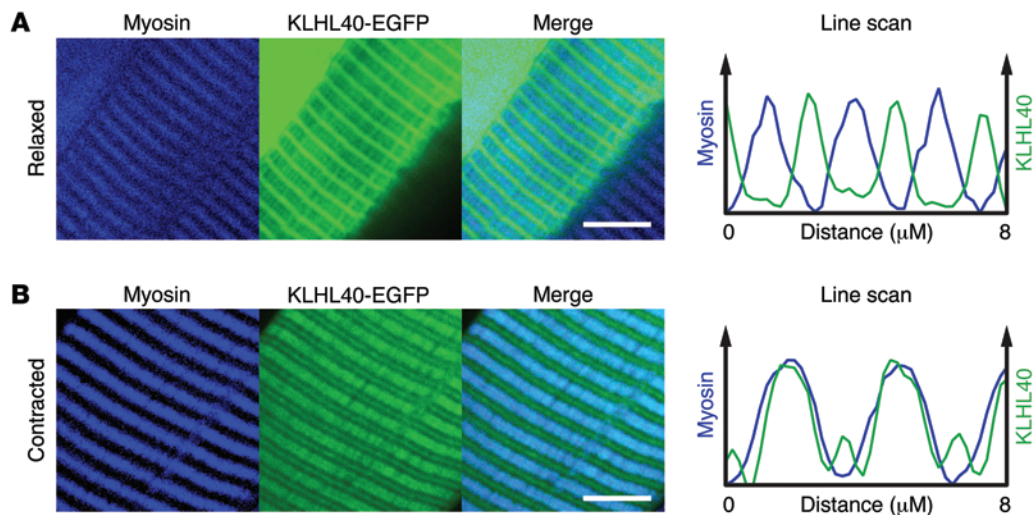 A
Myosin
KLHL40-EGFP
Merge
Line scan
Relaxed
Myosin
KLHL40
0
8
Distance (μM)
B
Myosin
KLHL40-EGFP
Merge
Line scan
Contracted
Myosin
KLHL40
0
8
Distance (μM)